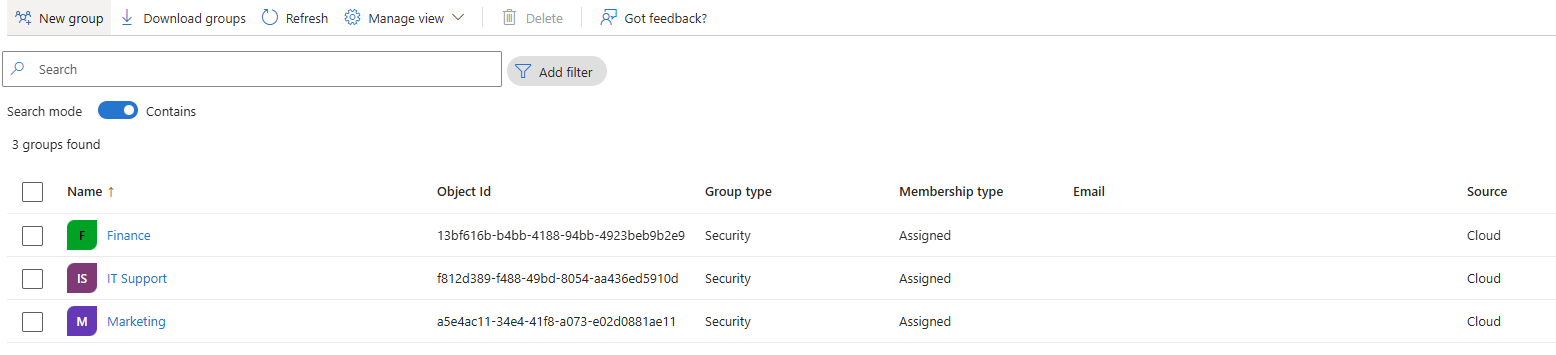 New group Download groups Refresh Manage view Delete Got feedback?
Search Add filter
Search mode Contains
3 groups found
Name ↑ Object Id Group type Membership type Email Source
F Finance 13bf616b-b4bb-4188-94bb-4923beb9b2e9 Security Assigned Cloud
IS IT Support f812d389-f488-49bd-8054-aa436ed5910d Security Assigned Cloud
M Marketing a5e4ac11-34e4-41f8-a073-e02d0881ae11 Security Assigned Cloud